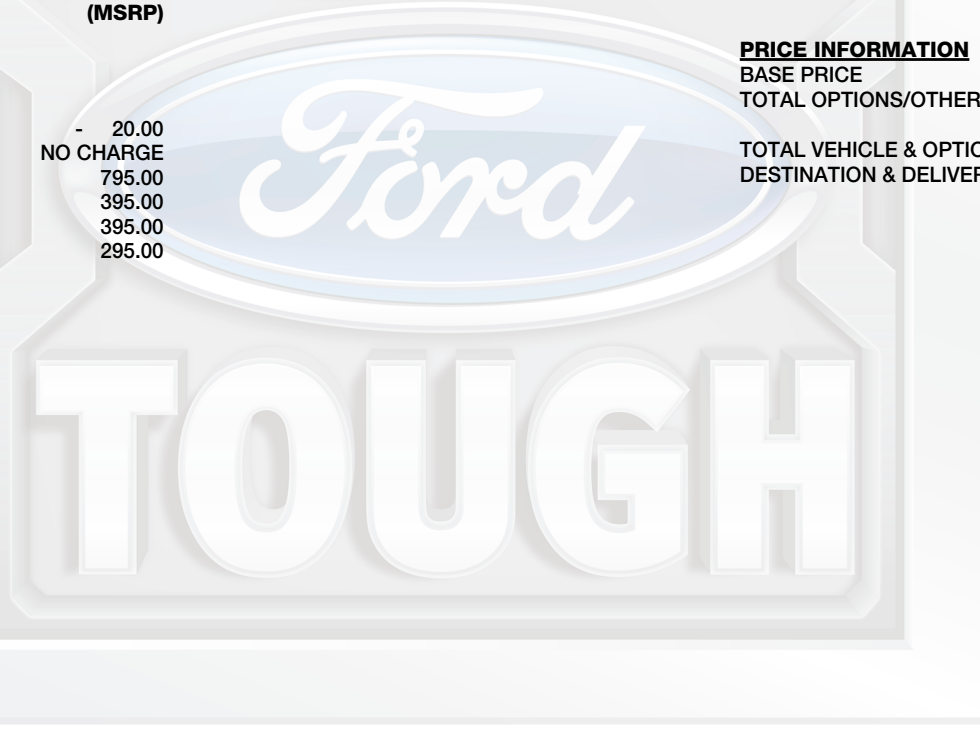 (MSRP)
- 20.00
NO CHARGE
795.00
395.00
395.00
295.00
PRICE INFORMATION
BASE PRICE
TOTAL OPTIONS/OTHER
TOTAL VEHICLE & OPTIO
DESTINATION & DELIVER
Ford
TOUGH